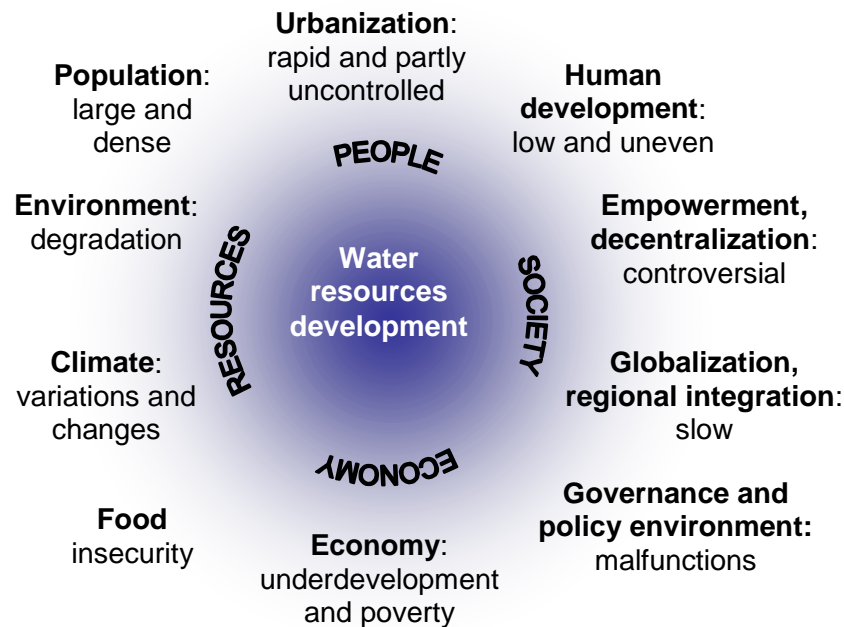 Urbanization:
rapid and partly
uncontrolled
Population:
large and
dense
Human
development:
low and uneven
PEOPLE
Environment:
degradation
Empowerment,
decentralization:
controversial
RESOURCES
Water
resources
development
SOCIETY
Climate:
variations and
changes
Globalization,
regional integration:
slow
ECONOMY
Food
insecurity
Economy:
underdevelopment
and poverty
Governance and
policy environment:
malfunctions